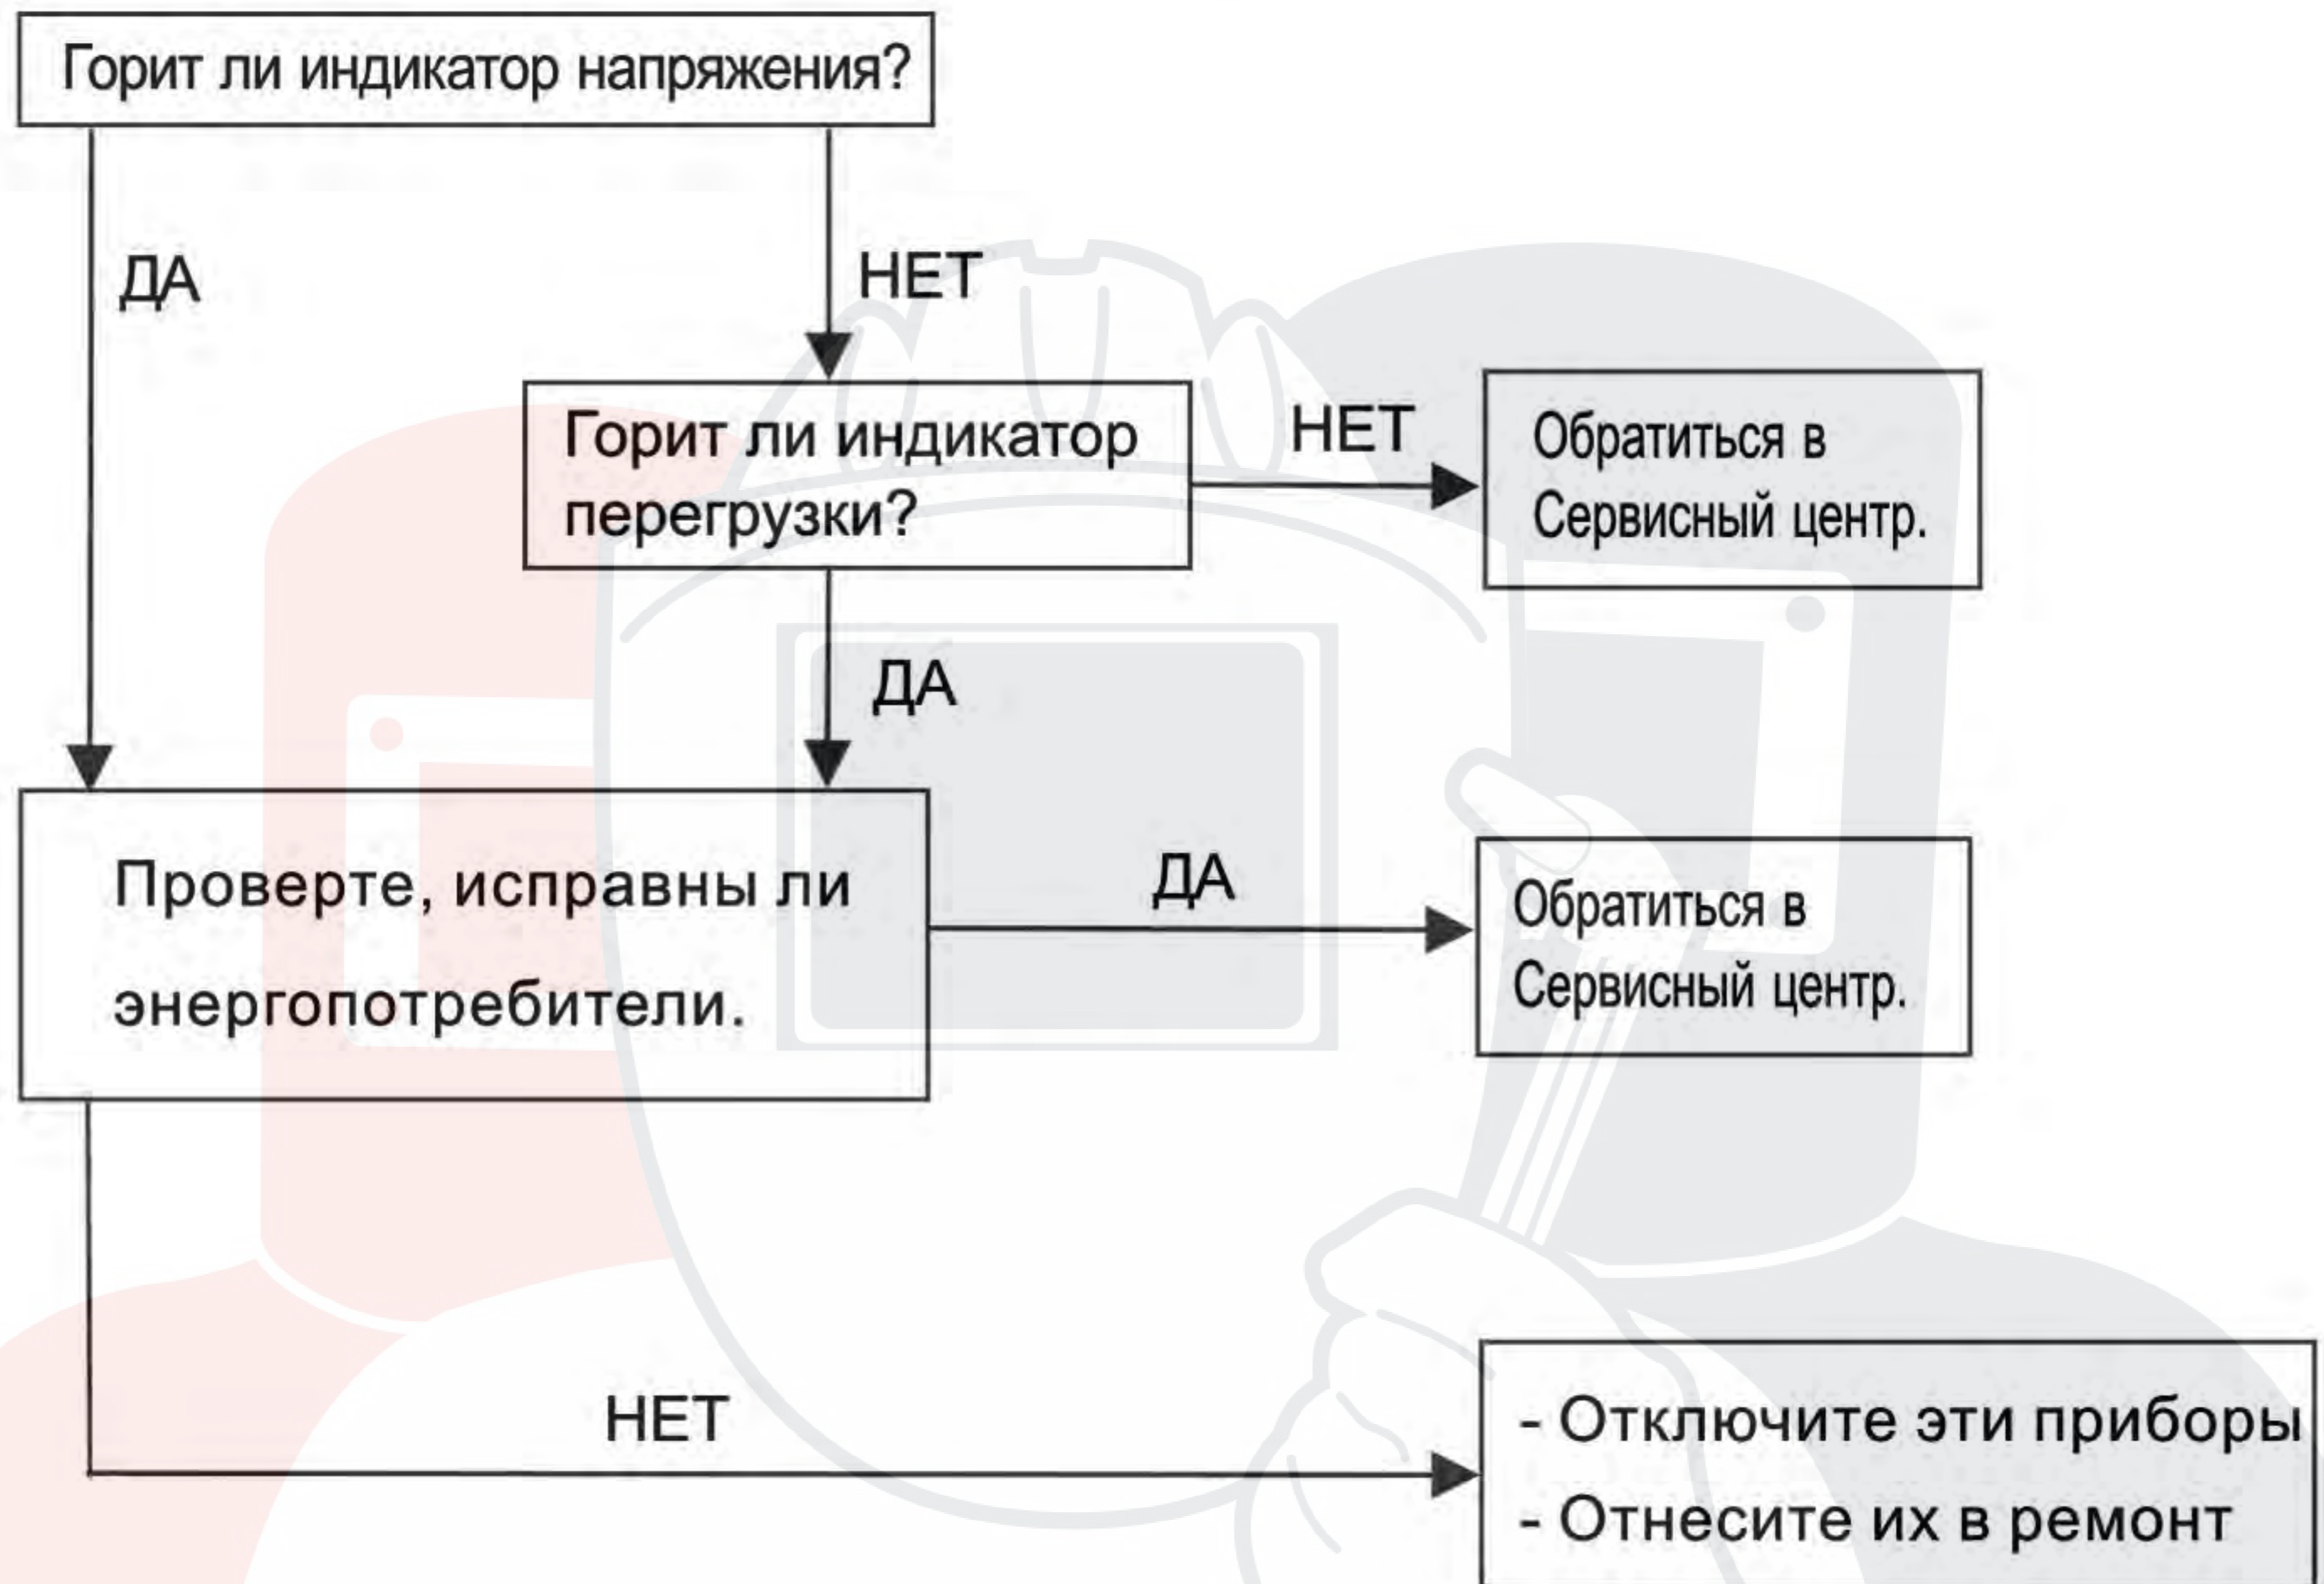 Горит ли индикатор напряжения?
ДА
НЕТ
Горит ли индикатор
перегрузки?
НЕТ
Обратиться в
Сервисный центр.
ДА
Проверте, исправны ли
энергопотребители.
ДА
Обратиться в
Сервисный центр.
НЕТ
- Отключите эти приборы
- Отнесите их в ремонт